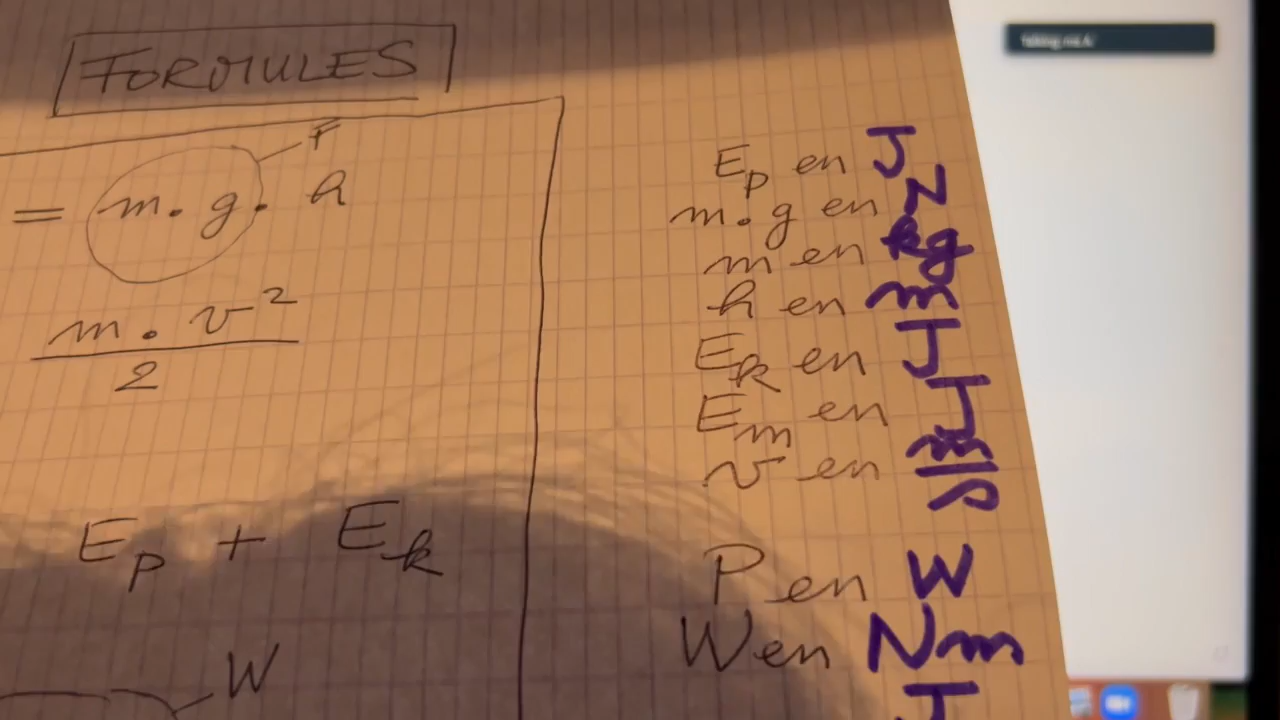 FORMULES
F
= m. g. h
m. v²
2
Ep + Ek
W
Ep en J
m.g en N
m en kg
h en m
Ek en J
Em en J
v en m/s
P en W
W en Nm
J